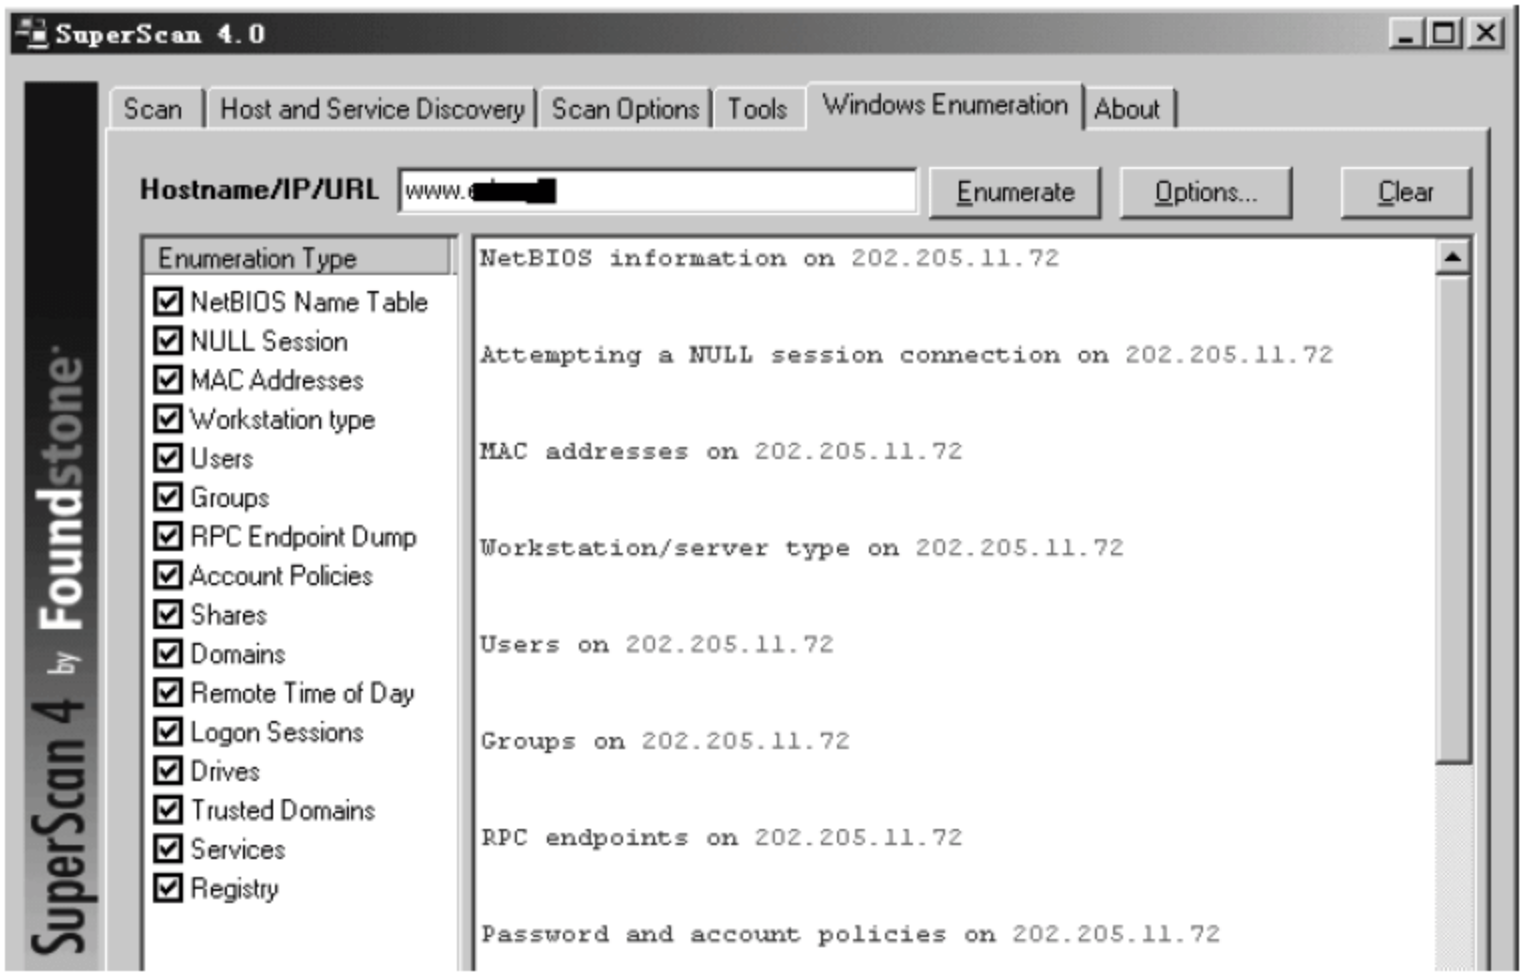 SuperScan 4.0
Scan
Host and Service Discovery
Scan Options
Tools
Windows Enumeration
About
Hostname/IP/URL
www.
Enumerate
Options...
Clear
Enumeration Type
NetBIOS Name Table
NULL Session
MAC Addresses
Workstation type
Users
Groups
RPC Endpoint Dump
Account Policies
Shares
Domains
Remote Time of Day
Logon Sessions
Drives
Trusted Domains
Services
Registry
NetBIOS information on 202.205.11.72
Attempting a NULL session connection on 202.205.11.72
MAC addresses on 202.205.11.72
Workstation/server type on 202.205.11.72
Users on 202.205.11.72
Groups on 202.205.11.72
RPC endpoints on 202.205.11.72
Password and account policies on 202.205.11.72
SuperScan 4 by Foundstone